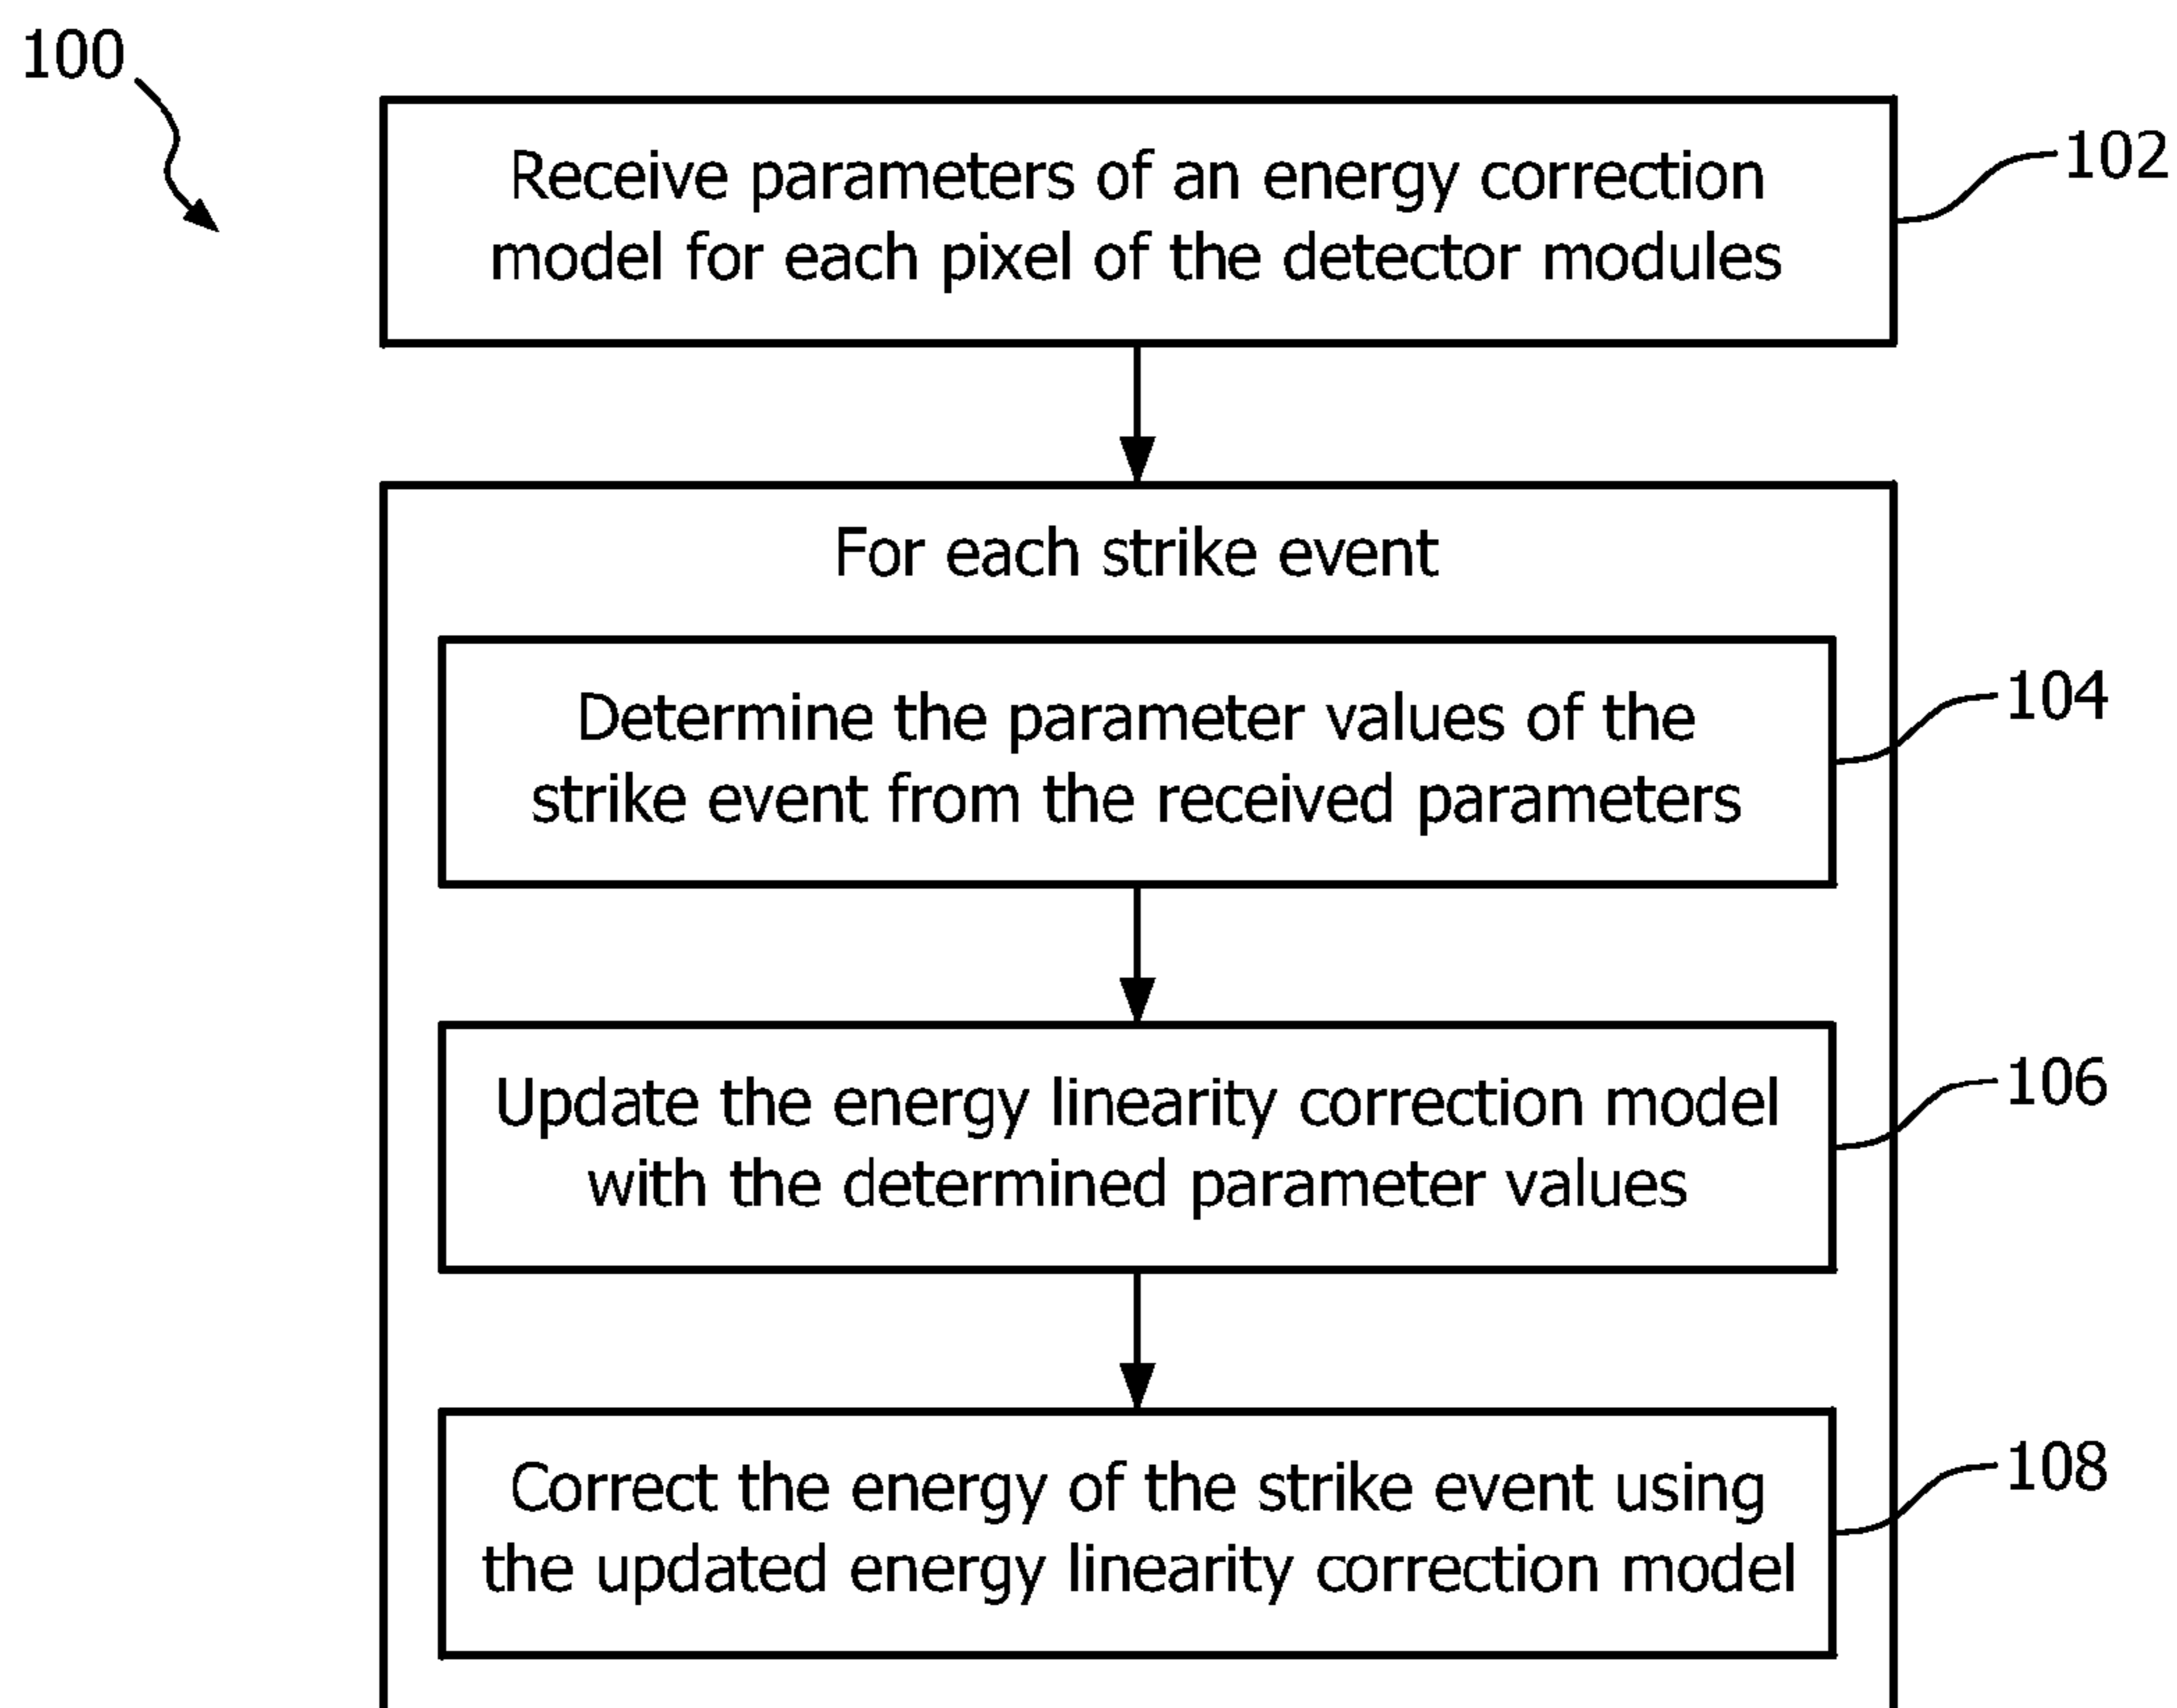 100
Receive parameters of an energy correction
model for each pixel of the detector modules
102
For each strike event
Determine the parameter values of the
strike event from the received parameters
104
Update the energy linearity correction model
with the determined parameter values
106
Correct the energy of the strike event using
the updated energy linearity correction model
108